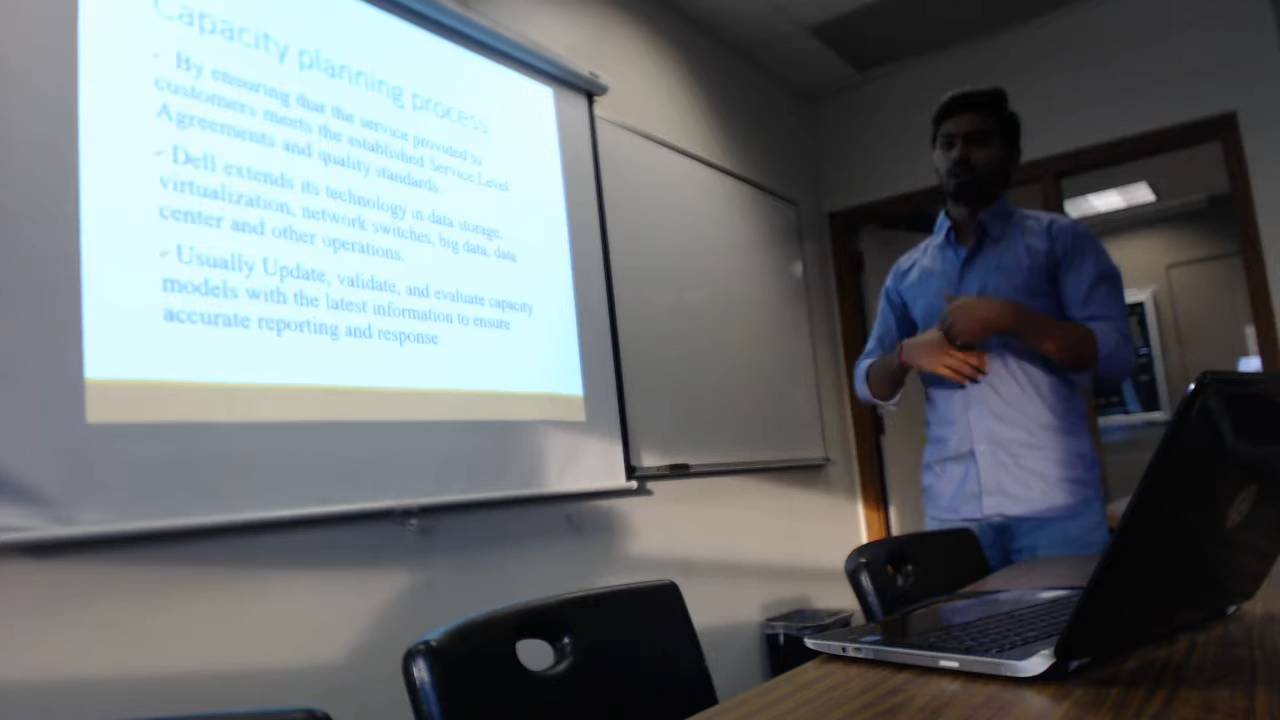 Capacity planning process
By ensuring that the service provided to
customers meets the established Service Level
Agreements and quality standards
Dell extends its technology in data storage,
virtualization, network switches, big data, data
center and other operations.
Usually Update, validate, and evaluate capacity
models with the latest information to ensure
accurate reporting and response